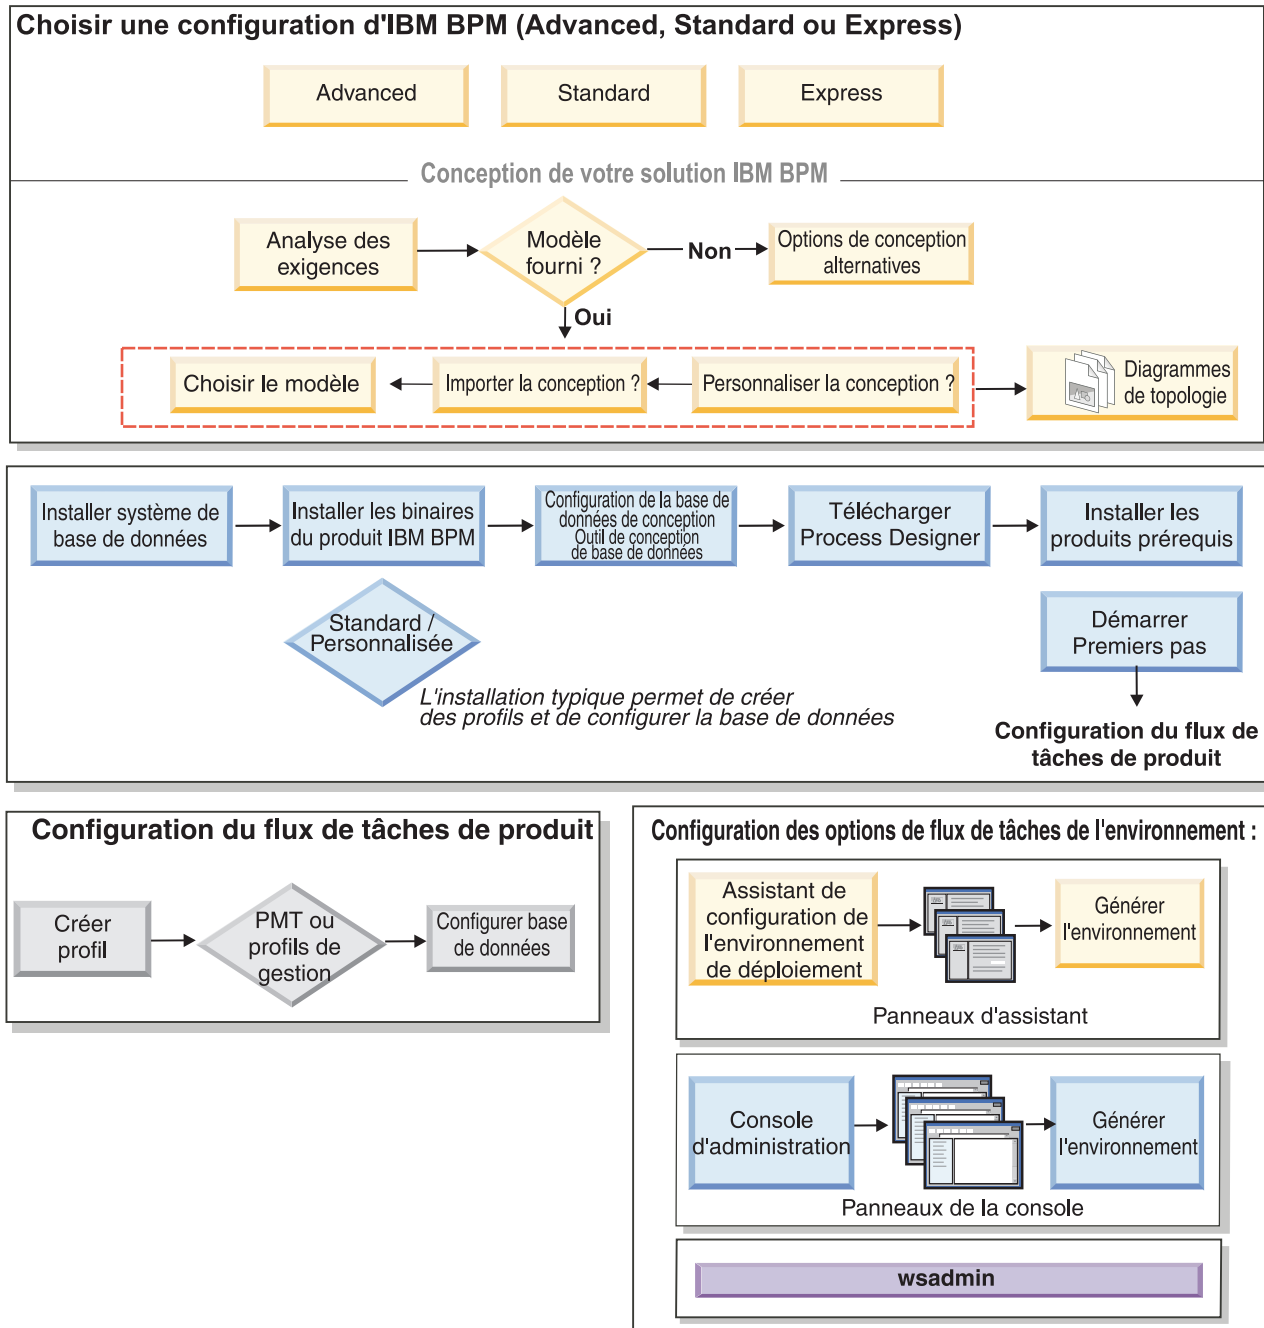 Choisir une configuration d'IBM BPM (Advanced, Standard ou Express)
Advanced
Standard
Express
Conception de votre solution IBM BPM
Analyse des
exigences
Modèle
fourni ?
Non
Options de conception
alternatives
Oui
Choisir le modèle
Importer la conception ?
Personnaliser la conception ?
Diagrammes
de topologie
Installer système de
base de données
Installer les binaires
du produit IBM BPM
Configuration de la base de
données de conception
Outil de conception
de base de données
Télécharger
Process Designer
Installer les
produits prérequis
Standard /
Personnalisée
L'installation typique permet de créer
des profils et de configurer la base de données
Démarrer
Premiers pas
Configuration du flux de
tâches de produit
Configuration du flux de tâches de produit
Créer
profil
PMT ou
profils de
gestion
Configurer base
de données
Configuration des options de flux de tâches de l'environnement :
Assistant de
configuration de
l'environnement
de déploiement
Générer
l'environnement
Panneaux d'assistant
Console
d'administration
Générer
l'environnement
Panneaux de la console
wsadmin